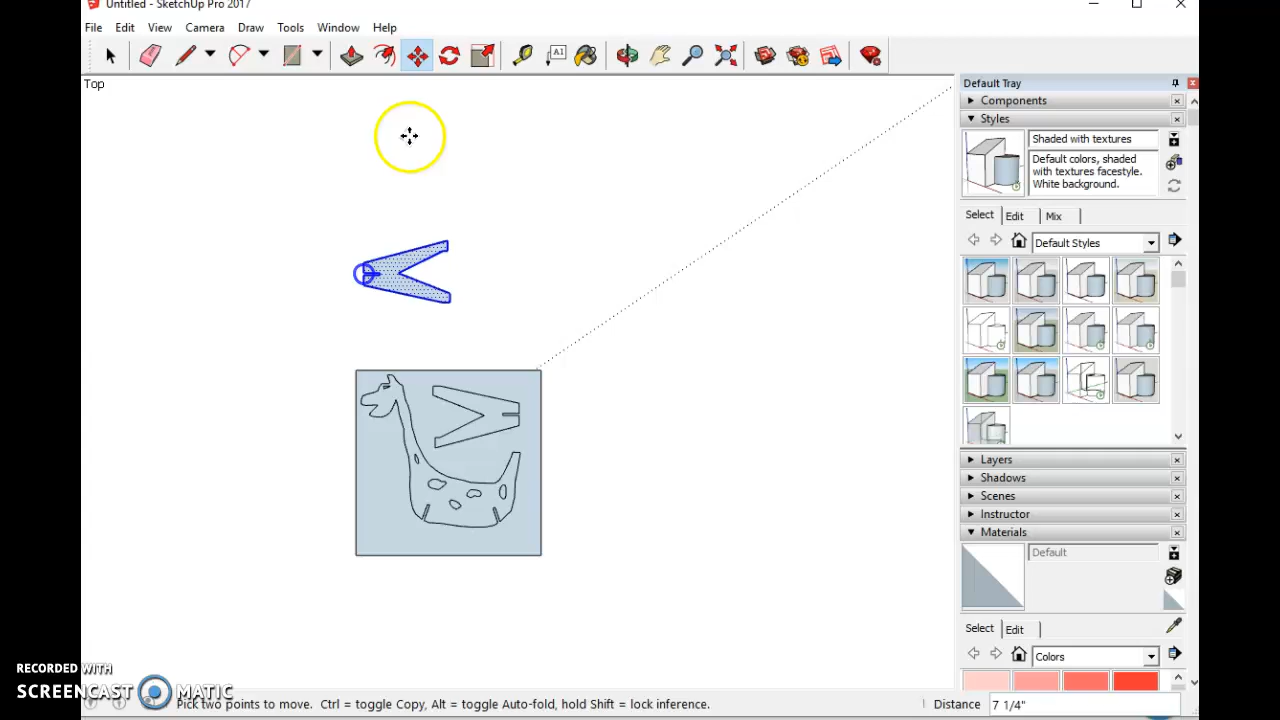 Untitled - SketchUp Pro 2017
File Edit View Camera Draw Tools Window Help
A1
Top
Default Tray
Components
Styles
Shaded with textures
Default colors, shaded
with textures facestyle.
White background.
Select Edit Mix
Default Styles
Layers
Shadows
Scenes
Instructor
Materials
Default
Select Edit
Colors
RECORDED WITH
SCREENCAST MATIC
Pick two points to move. Ctrl = toggle Copy, Alt = toggle Auto-fold, hold Shift = lock inference.
Distance 7 1/4"